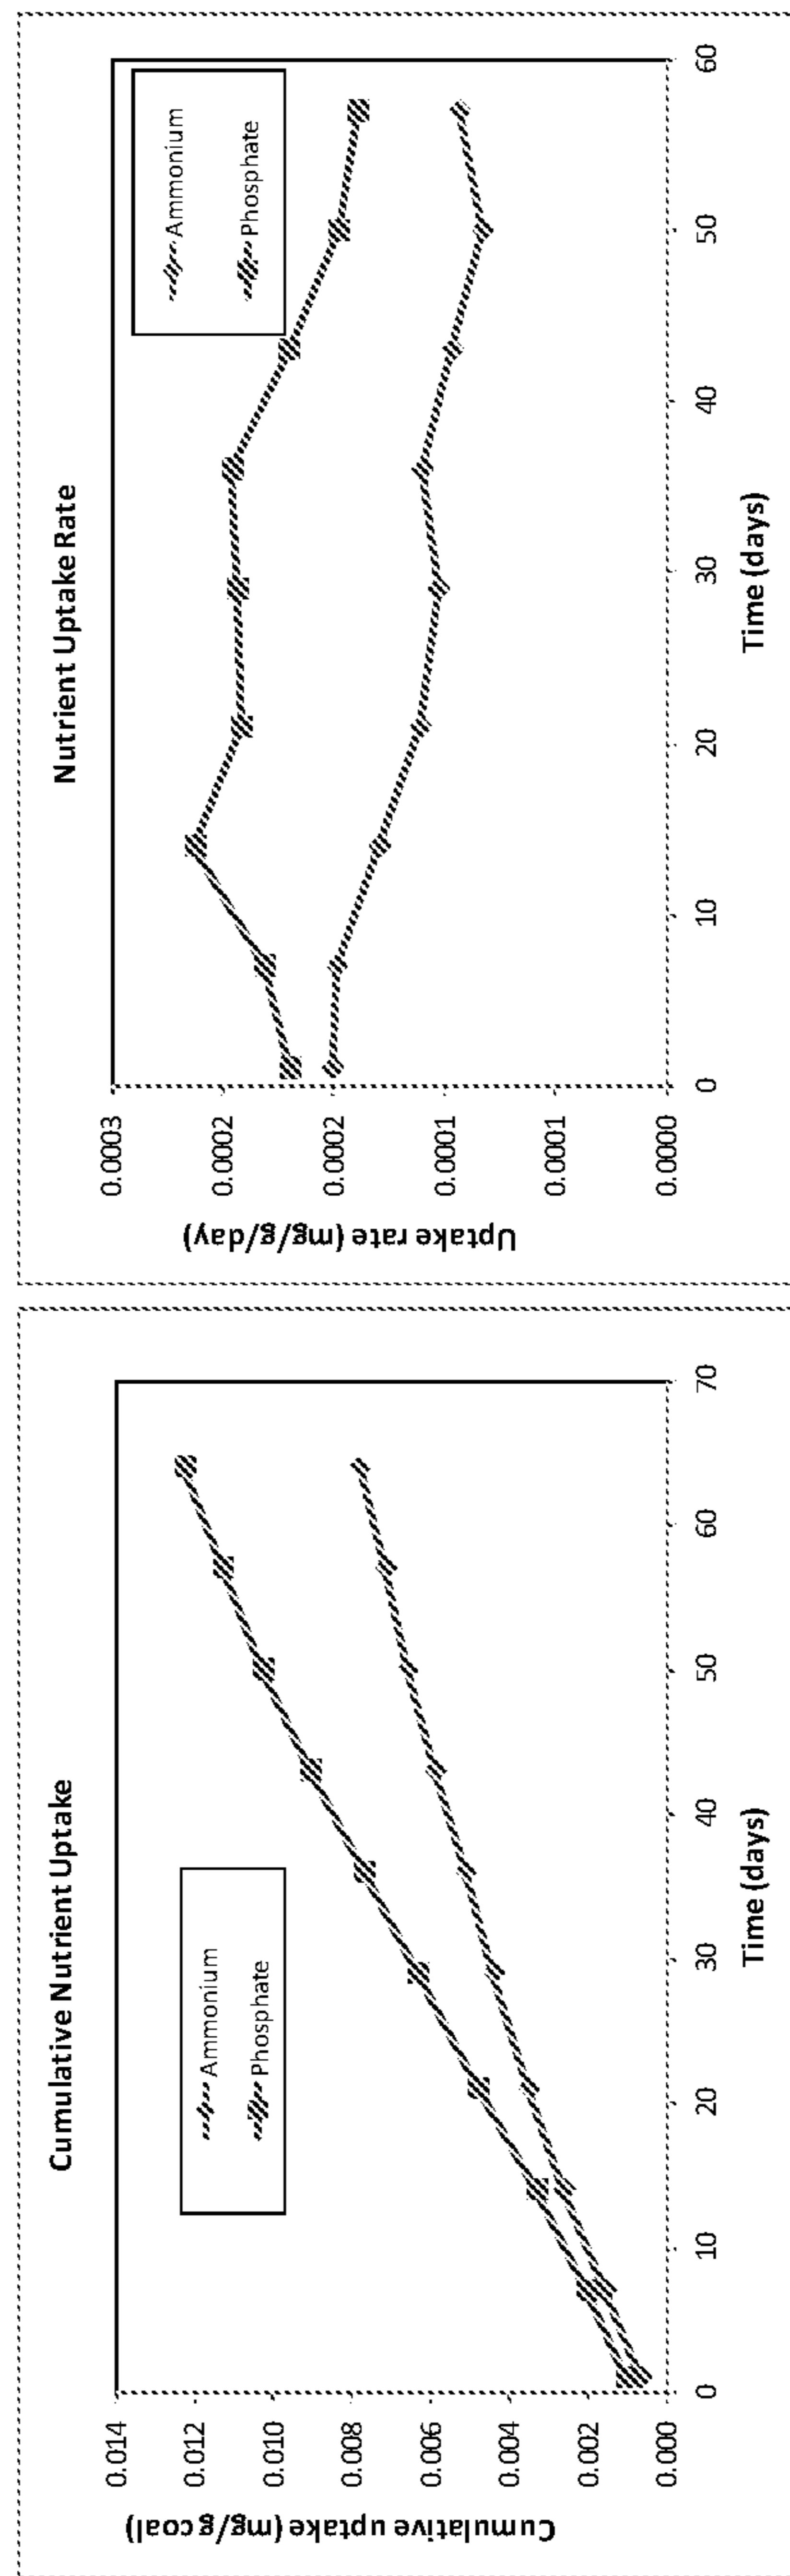 Cumulative Nutrient Uptake
Cumulative uptake (mg/g coal)
0.014
0.012
0.010
0.008
0.006
0.004
0.002
0.000
Ammonium
Phosphate
0 10 20 30 40 50 60 70
Time (days)
Nutrient Uptake Rate
Uptake rate (mg/g/day)
0.0003
0.0002
0.0002
0.0001
0.0001
0.0000
Ammonium
Phosphate
0 10 20 30 40 50 60
Time (days)